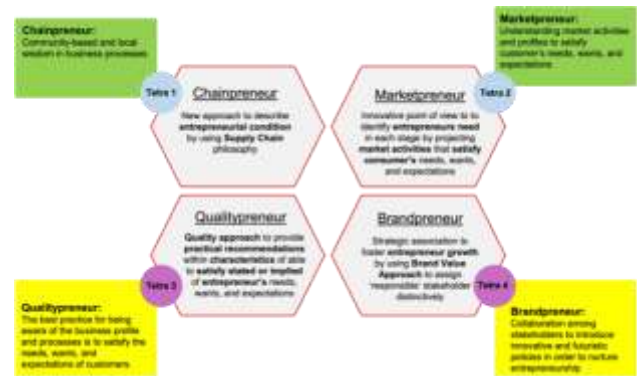 Chainpreneur:
Community-based and local
wisdom in business processes
Marketpreneur:
Understanding market activities
and profiles to satisfy
customer's needs, wants, and
expectations
Tetra 1
Tetra 2
Chainpreneur
New approach to describe
entrepreneurial condition
by using Supply Chain
philosophy
Marketpreneur
Innovative point of view is to
identify entrepreneurs need
in each stage by projecting
market activities that satisfy
consumer's needs, wants,
and expectations
Qualitypreneur
Quality approach to provide
practical recommendations
within characteristics of able
to satisfy stated or implied
of entrepreneur's needs,
wants, and expectations
Brandpreneur
Strategic association to
foster entrepreneur growth
by using Brand Value
Approach to assign
'responsible' stakeholder
distinctively
Tetra 3
Tetra 4
Qualitypreneur:
The best practice for being
aware of the business profile
and processes is to satisfy the
needs, wants, and
expectations of customers
Brandpreneur:
Collaboration among
stakeholders to introduce
innovative and futuristic
policies in order to nurture
entrepreneurship